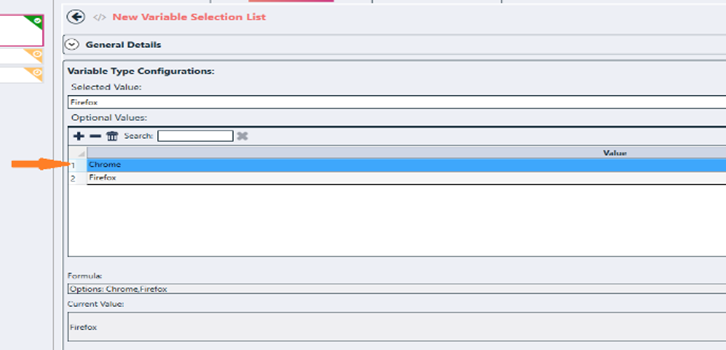 </> New Variable Selection List
General Details
Variable Type Configurations:
Selected Value:
Firefox
Optional Values:
Search:
Value
1 Chrome
2 Firefox
Formula:
Options: Chrome,Firefox
Current Value:
Firefox